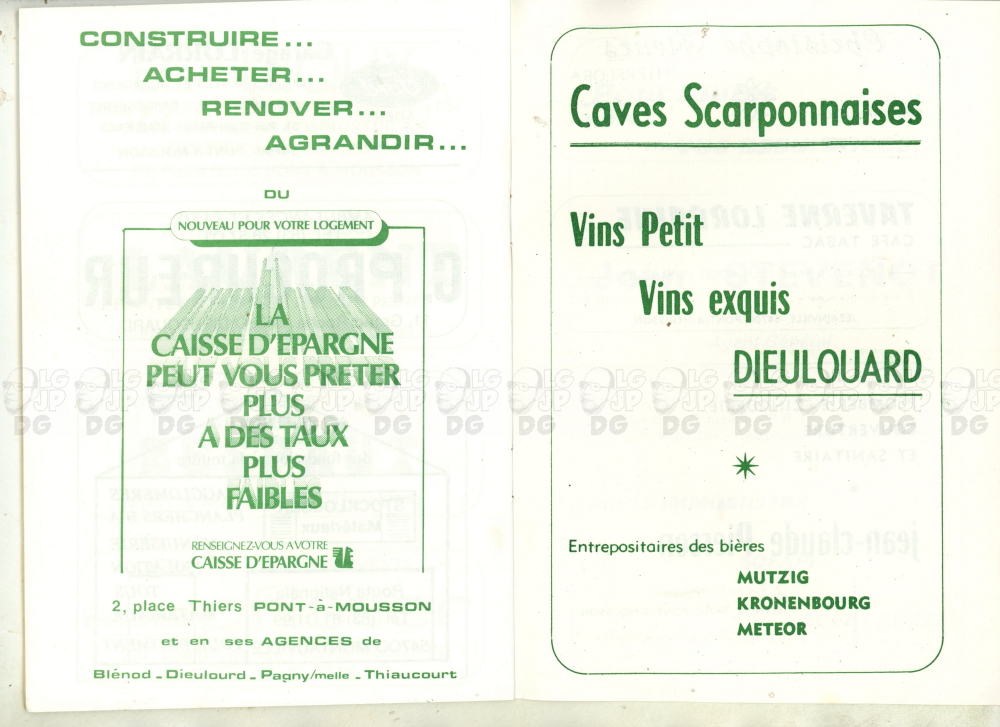 CONSTRUIRE...
ACHETER...
RENOVER...
AGRANDIR...
DU
NOUVEAU POUR VOTRE LOGEMENT
LA
CAISSE D'EPARGNE
PEUT VOUS PRETER
PLUS
A DES TAUX
PLUS
FAIBLES
RENSEIGNEZ-VOUS A VOTRE
CAISSE D'EPARGNE
2, place Thiers PONT-à-MOUSSON
et en ses AGENCES de
Blénod - Dieulourd - Pagny/melle - Thiaucourt
Caves Scarponnaises
Vins Petit
Vins exquis
DIEULOUARD
Entrepositaires des bières
MUTZIG
KRONENBOURG
METEOR